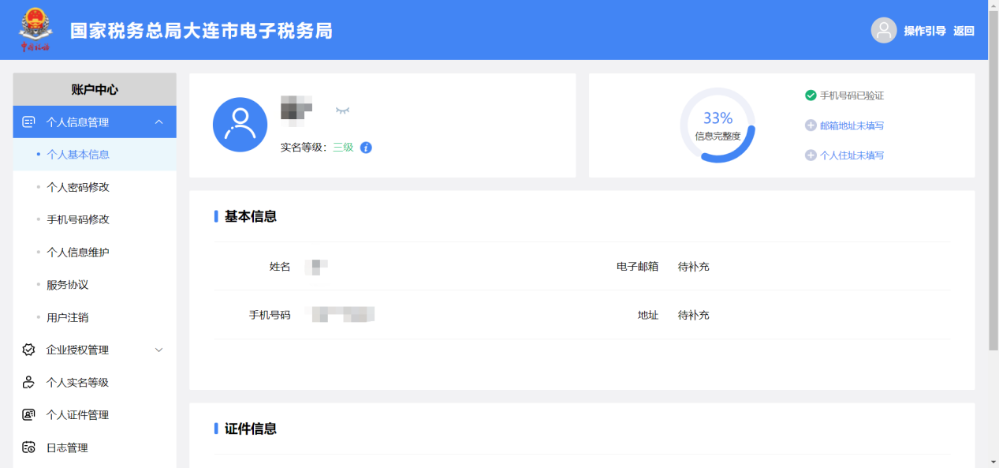 国家税务总局大连市电子税务局
操作引导 返回
账户中心
个人信息管理
个人基本信息
个人密码修改
手机号码修改
个人信息维护
服务协议
用户注销
企业授权管理
个人实名等级
个人证件管理
日志管理
实名等级：三级
33%
信息完整度
手机号码已验证
邮箱地址未填写
个人住址未填写
基本信息
姓名
电子邮箱 待补充
手机号码
地址 待补充
证件信息